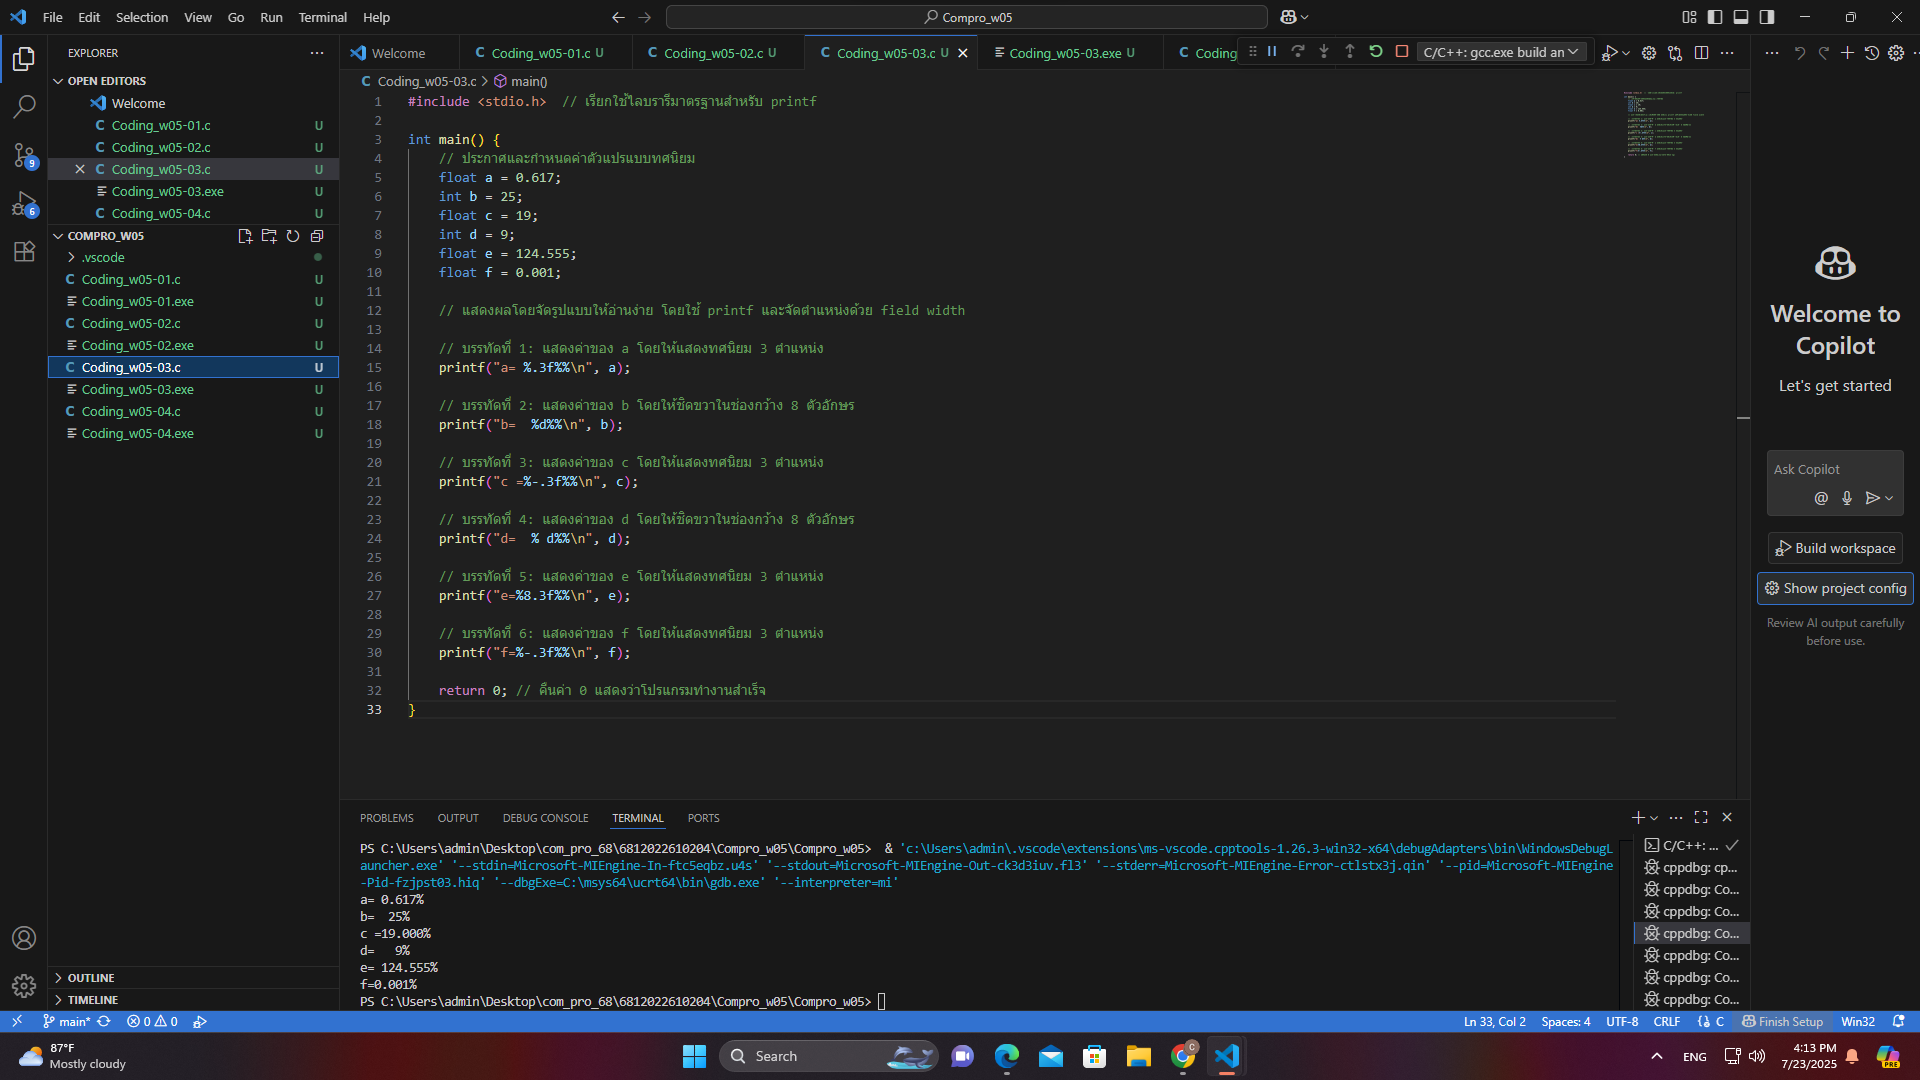 File Edit Selection View Go Run Terminal Help
Compro_w05
EXPLORER
OPEN EDITORS
Welcome
Coding_w05-01.c U
Coding_w05-02.c U
Coding_w05-03.c U
Coding_w05-03.exe U
Coding_w05-04.c U
COMPRO_W05
.vscode
Coding_w05-01.c U
Coding_w05-01.exe U
Coding_w05-02.c U
Coding_w05-02.exe U
Coding_w05-03.c U
Coding_w05-03.exe U
Coding_w05-04.c U
Coding_w05-04.exe U
OUTLINE
TIMELINE
9
6
Welcome
Coding_w05-01.c U
Coding_w05-02.c U
Coding_w05-03.c U
Coding_w05-03.exe U
Coding
C/C++: gcc.exe build an
Coding_w05-03.c > main()
1 #include <stdio.h> // เรียกใช้ไลบรารีมาตรฐานสำหรับ printf
2
3 int main() {
4 // ประกาศและกำหนดค่าตัวแปรแบบทศนิยม
5 float a = 0.617;
6 int b = 25;
7 float c = 19;
8 int d = 9;
9 float e = 124.555;
10 float f = 0.001;
11
12 // แสดงผลโดยจัดรูปแบบให้อ่านง่าย โดยใช้ printf และจัดตำแหน่งด้วย field width
13
14 // บรรทัดที่ 1: แสดงค่าของ a โดยให้แสดงทศนิยม 3 ตำแหน่ง
15 printf("a= %.3f%%\n", a);
16
17 // บรรทัดที่ 2: แสดงค่าของ b โดยให้ชิดขวาในช่องกว้าง 8 ตัวอักษร
18 printf("b=  %d%%\n", b);
19
20 // บรรทัดที่ 3: แสดงค่าของ c โดยให้แสดงทศนิยม 3 ตำแหน่ง
21 printf("c =%-.3f%%\n", c);
22
23 // บรรทัดที่ 4: แสดงค่าของ d โดยให้ชิดขวาในช่องกว้าง 8 ตัวอักษร
24 printf("d=  % d%%\n", d);
25
26 // บรรทัดที่ 5: แสดงค่าของ e โดยให้แสดงทศนิยม 3 ตำแหน่ง
27 printf("e=%8.3f%%\n", e);
28
29 // บรรทัดที่ 6: แสดงค่าของ f โดยให้แสดงทศนิยม 3 ตำแหน่ง
30 printf("f=%-.3f%%\n", f);
31
32 return 0; // คืนค่า 0 แสดงว่าโปรแกรมทำงานสำเร็จ
33 }
PROBLEMS OUTPUT DEBUG CONSOLE TERMINAL PORTS
PS C:\Users\admin\Desktop\com_pro_68\6812022610204\Compro_w05\Compro_w05>  & 'c:\Users\admin\.vscode\extensions\ms-vscode.cpptools-1.26.3-win32-x64\debugAdapters\bin\WindowsDebugL
auncher.exe' '--stdin=Microsoft-MIEngine-In-ftc5eqbz.u4s' '--stdout=Microsoft-MIEngine-Out-ck3d3iuv.fl3' '--stderr=Microsoft-MIEngine-Error-ctlstx3j.qin' '--pid=Microsoft-MIEngine
-Pid-fzjpst03.hiq' '--dbgExe=C:\msys64\ucrt64\bin\gdb.exe' '--interpreter=mi'
a= 0.617%
b=  25%
c =19.000%
d=   9%
e= 124.555%
f=0.001%
PS C:\Users\admin\Desktop\com_pro_68\6812022610204\Compro_w05\Compro_w05>
C/C++: ...
cppdbg: cp...
cppdbg: Co...
cppdbg: Co...
cppdbg: Co...
cppdbg: Co...
cppdbg: Co...
cppdbg: Co...
Welcome to
Copilot
Let's get started
Ask Copilot
Build workspace
Show project config
Review AI output carefully
before use.
main* 0 0
Ln 33, Col 2 Spaces: 4 UTF-8 CRLF C Finish Setup Win32
87°F
Mostly cloudy
Search
C
ENG
4:13 PM
7/23/2025
PRE